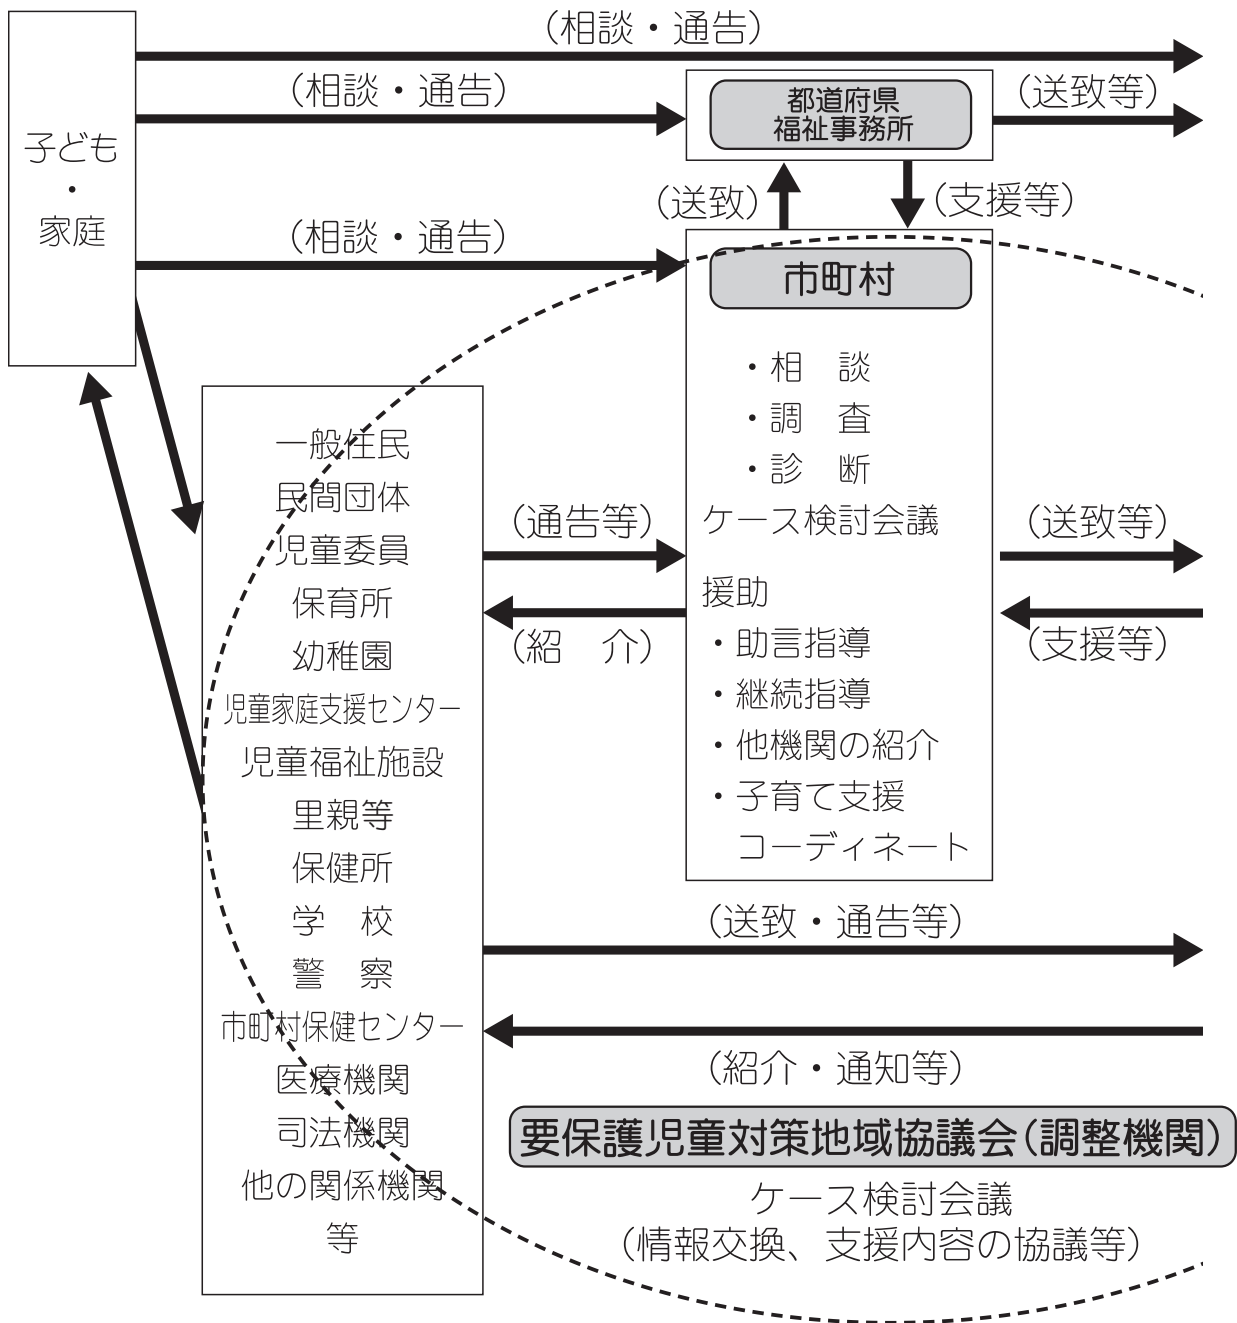 (相談・通告)
(相談・通告)
都道府県
福祉事務所
(送致等)
子ども
・
家庭
(送致)
(支援等)
(相談・通告)
市町村
・相　談
・調　査
・診　断
ケース検討会議
援助
・助言指導
・継続指導
・他機関の紹介
・子育て支援
コーディネート
一般住民
民間団体
児童委員
保育所
幼稚園
児童家庭支援センター
児童福祉施設
里親等
保健所
学　校
警　察
市町村保健センター
医療機関
司法機関
他の関係機関
等
(通告等)
(紹　介)
(送致等)
(支援等)
(送致・通告等)
(紹介・通知等)
要保護児童対策地域協議会(調整機関)
ケース検討会議
(情報交換、支援内容の協議等)